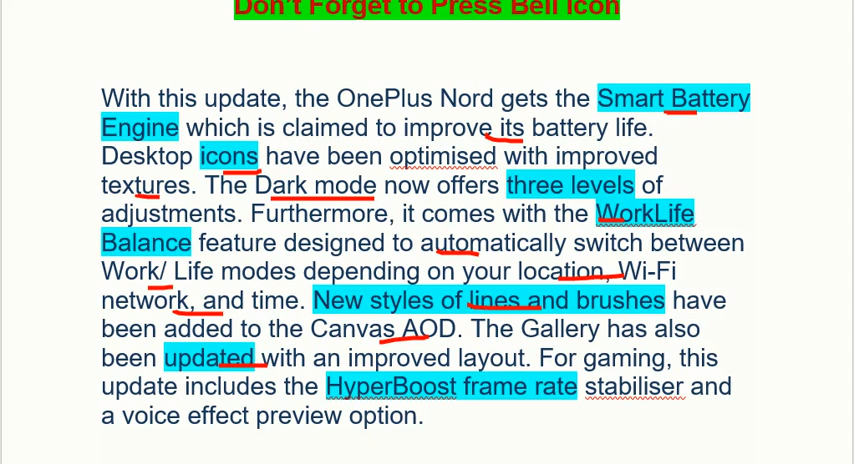 Don't Forget to Press Bell Icon
With this update, the OnePlus Nord gets the Smart Battery
Engine which is claimed to improve its battery life.
Desktop icons have been optimised with improved
textures. The Dark mode now offers three levels of
adjustments. Furthermore, it comes with the WorkLife
Balance feature designed to automatically switch between
Work/ Life modes depending on your location, Wi-Fi
network, and time. New styles of lines and brushes have
been added to the Canvas AOD. The Gallery has also
been updated with an improved layout. For gaming, this
update includes the HyperBoost frame rate stabiliser and
a voice effect preview option.